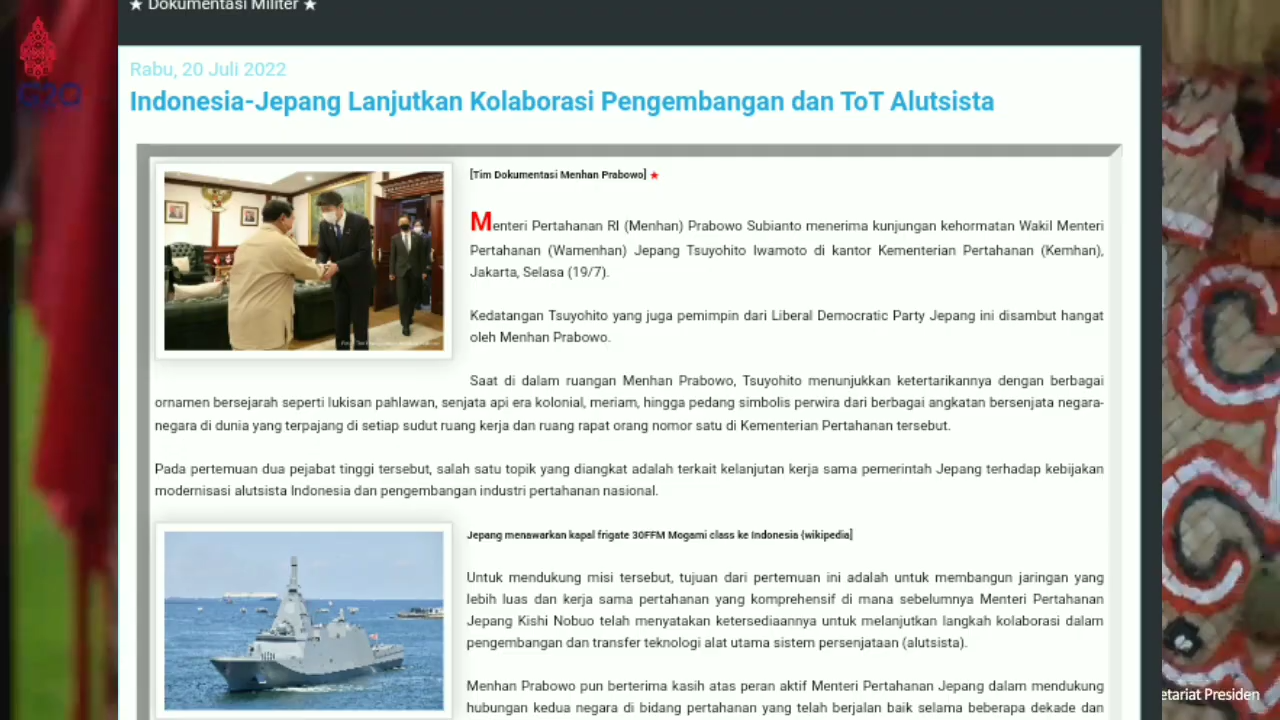 ★ Dokumentasi Militer ★
G20
Rabu, 20 Juli 2022
Indonesia-Jepang Lanjutkan Kolaborasi Pengembangan dan ToT Alutsista
[Tim Dokumentasi Menhan Prabowo] ★
Menteri Pertahanan RI (Menhan) Prabowo Subianto menerima kunjungan kehormatan Wakil Menteri
Pertahanan (Wamenhan) Jepang Tsuyohito Iwamoto di kantor Kementerian Pertahanan (Kemhan),
Jakarta, Selasa (19/7).
Kedatangan Tsuyohito yang juga pemimpin dari Liberal Democratic Party Jepang ini disambut hangat
oleh Menhan Prabowo.
Saat di dalam ruangan Menhan Prabowo, Tsuyohito menunjukkan ketertarikannya dengan berbagai
ornamen bersejarah seperti lukisan pahlawan, senjata api era kolonial, meriam, hingga pedang simbolis perwira dari berbagai angkatan bersenjata negara-
negara di dunia yang terpajang di setiap sudut ruang kerja dan ruang rapat orang nomor satu di Kementerian Pertahanan tersebut.
Pada pertemuan dua pejabat tinggi tersebut, salah satu topik yang diangkat adalah terkait kelanjutan kerja sama pemerintah Jepang terhadap kebijakan
modernisasi alutsista Indonesia dan pengembangan industri pertahanan nasional.
Jepang menawarkan kapal frigate 30FFM Mogami class ke Indonesia (wikipedia]
Untuk mendukung misi tersebut, tujuan dari pertemuan ini adalah untuk membangun jaringan yang
lebih luas dan kerja sama pertahanan yang komprehensif di mana sebelumnya Menteri Pertahanan
Jepang Kishi Nobuo telah menyatakan ketersediaannya untuk melanjutkan langkah kolaborasi dalam
pengembangan dan transfer teknologi alat utama sistem persenjataan (alutsista).
Menhan Prabowo pun berterima kasih atas peran aktif Menteri Pertahanan Jepang dalam mendukung
hubungan kedua negara di bidang pertahanan yang telah berjalan baik selama beberapa dekade dan
etariat Presiden